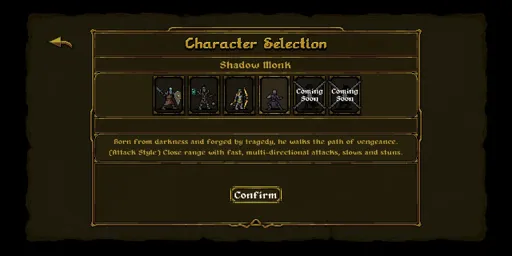 Character Selection
Shadow Monk
Coming Soon
Coming Soon
Born from darkness and forged by tragedy, he walks the path of vengeance.
(Attack Style) Close range with fast, multi-directional attacks, slows and stuns.
Confirm